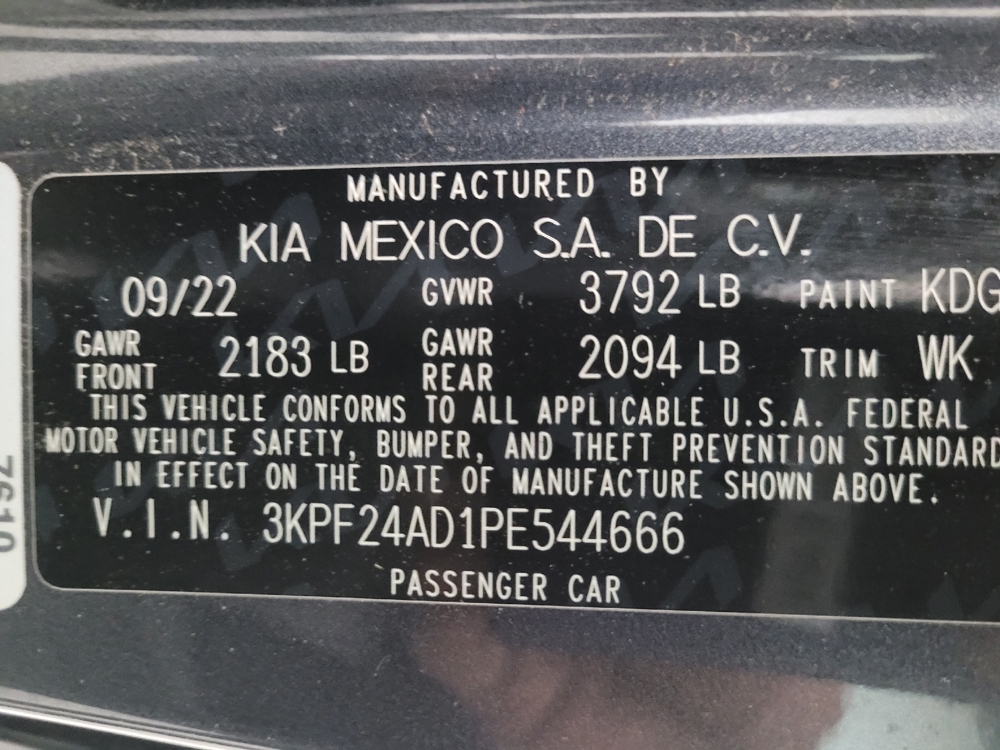 MANUFACTURED BY
KIA MEXICO S.A. DE C.V.
09/22 GVWR 3792 LB PAINT KDG
GAWR FRONT 2183 LB GAWR REAR 2094 LB TRIM WK
THIS VEHICLE CONFORMS TO ALL APPLICABLE U.S.A. FEDERAL
MOTOR VEHICLE SAFETY, BUMPER, AND THEFT PREVENTION STANDARD
IN EFFECT ON THE DATE OF MANUFACTURE SHOWN ABOVE.
V.I.N. 3KPF24AD1PE544666
PASSENGER CAR